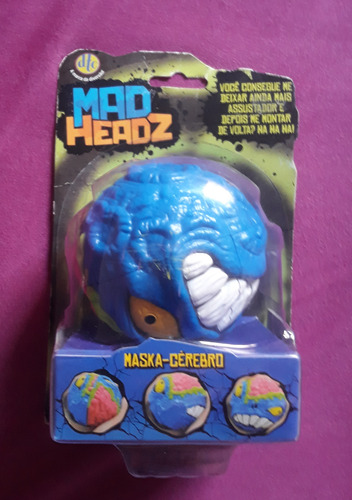 dtc
MAD
HEADZ
VOCÊ CONSEGUE ME
DEIXAR AINDA MAIS
ASSUSTADOR E
DEPOIS ME MONTAR
DE VOLTA? HA HA HA!
MASKA-CÉREBRO